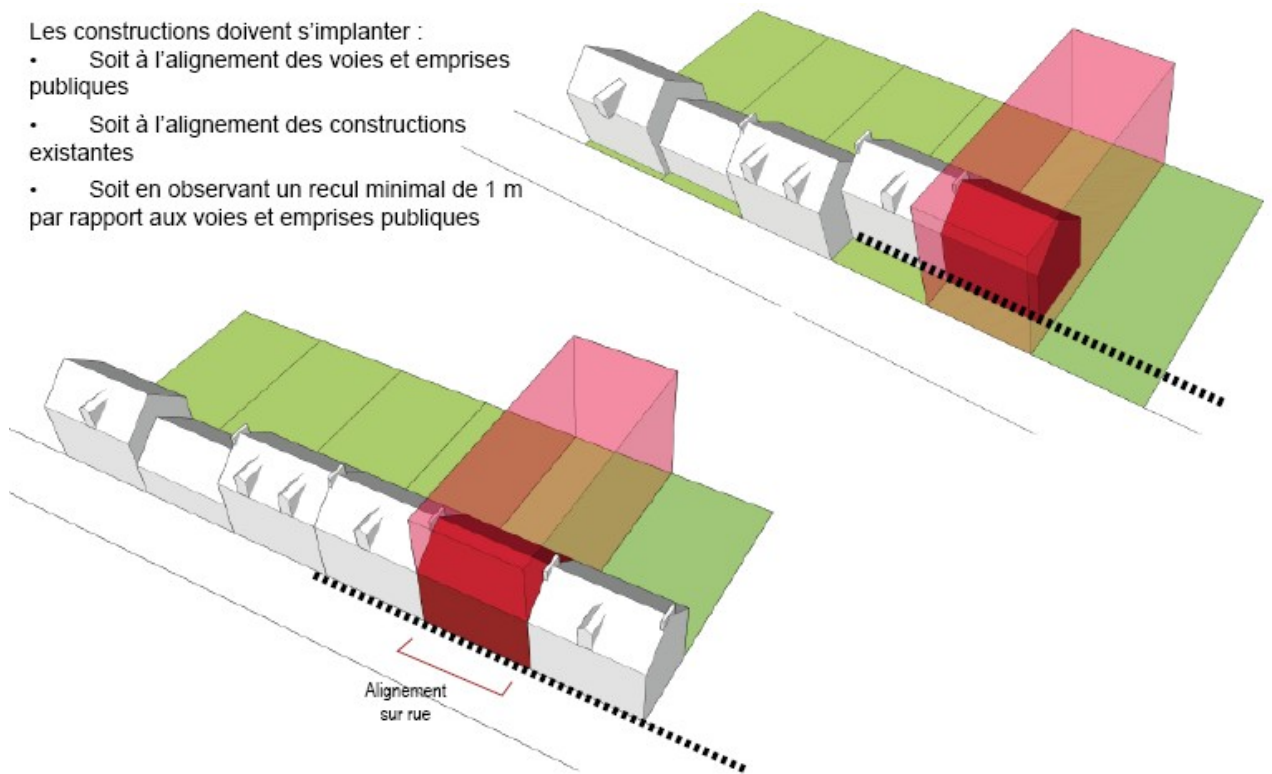 Les constructions doivent s'implanter :
• Soit à l'alignement des voies et emprises
publiques
• Soit à l'alignement des constructions
existantes
• Soit en observant un recul minimal de 1 m
par rapport aux voies et emprises publiques
Alignement
sur rue